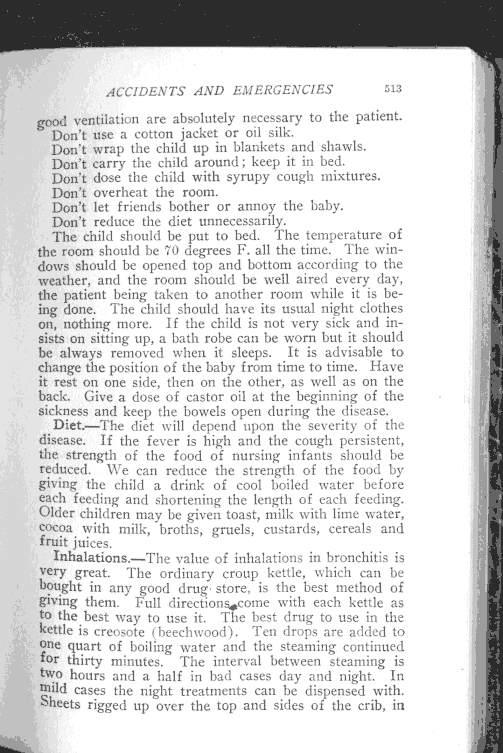 ACCIDENTS AND EMERGENCIES 513
good ventilation are absolutely necessary to the patient.
Don't use a cotton jacket or oil silk.
Don't wrap the child up in blankets and shawls.
Don't carry the child around; keep it in bed.
Don't dose the child with syrupy cough mixtures.
Don't overheat the room.
Don't let friends bother or annoy the baby.
Don't reduce the diet unnecessarily.
The child should be put to bed. The temperature of
the room should be 70 degrees F. all the time. The win-
dows should be opened top and bottom according to the
weather, and the room should be well aired every day,
the patient being taken to another room while it is be-
ing done. The child should have its usual night clothes
on, nothing more. If the child is not very sick and in-
sists on sitting up, a bath robe can be worn but it should
be always removed when it sleeps. It is advisable to
change the position of the baby from time to time. Have
it rest on one side, then on the other, as well as on the
back. Give a dose of castor oil at the beginning of the
sickness and keep the bowels open during the disease.
Diet.—The diet will depend upon the severity of the
disease. If the fever is high and the cough persistent,
the strength of the food of nursing infants should be
reduced. We can reduce the strength of the food by
giving the child a drink of cool boiled water before
each feeding and shortening the length of each feeding.
Older children may be given toast, milk with lime water,
cocoa with milk, broths, gruels, custards, cereals and
fruit juices.
Inhalations.—The value of inhalations in bronchitis is
very great. The ordinary croup kettle, which can be
bought in any good drug store, is the best method of
giving them. Full directions come with each kettle as
to the best way to use it. The best drug to use in the
kettle is creosote (beechwood). Ten drops are added to
one quart of boiling water and the steaming continued
for thirty minutes. The interval between steaming is
two hours and a half in bad cases day and night. In
mild cases the night treatments can be dispensed with.
Sheets rigged up over the top and sides of the crib, in